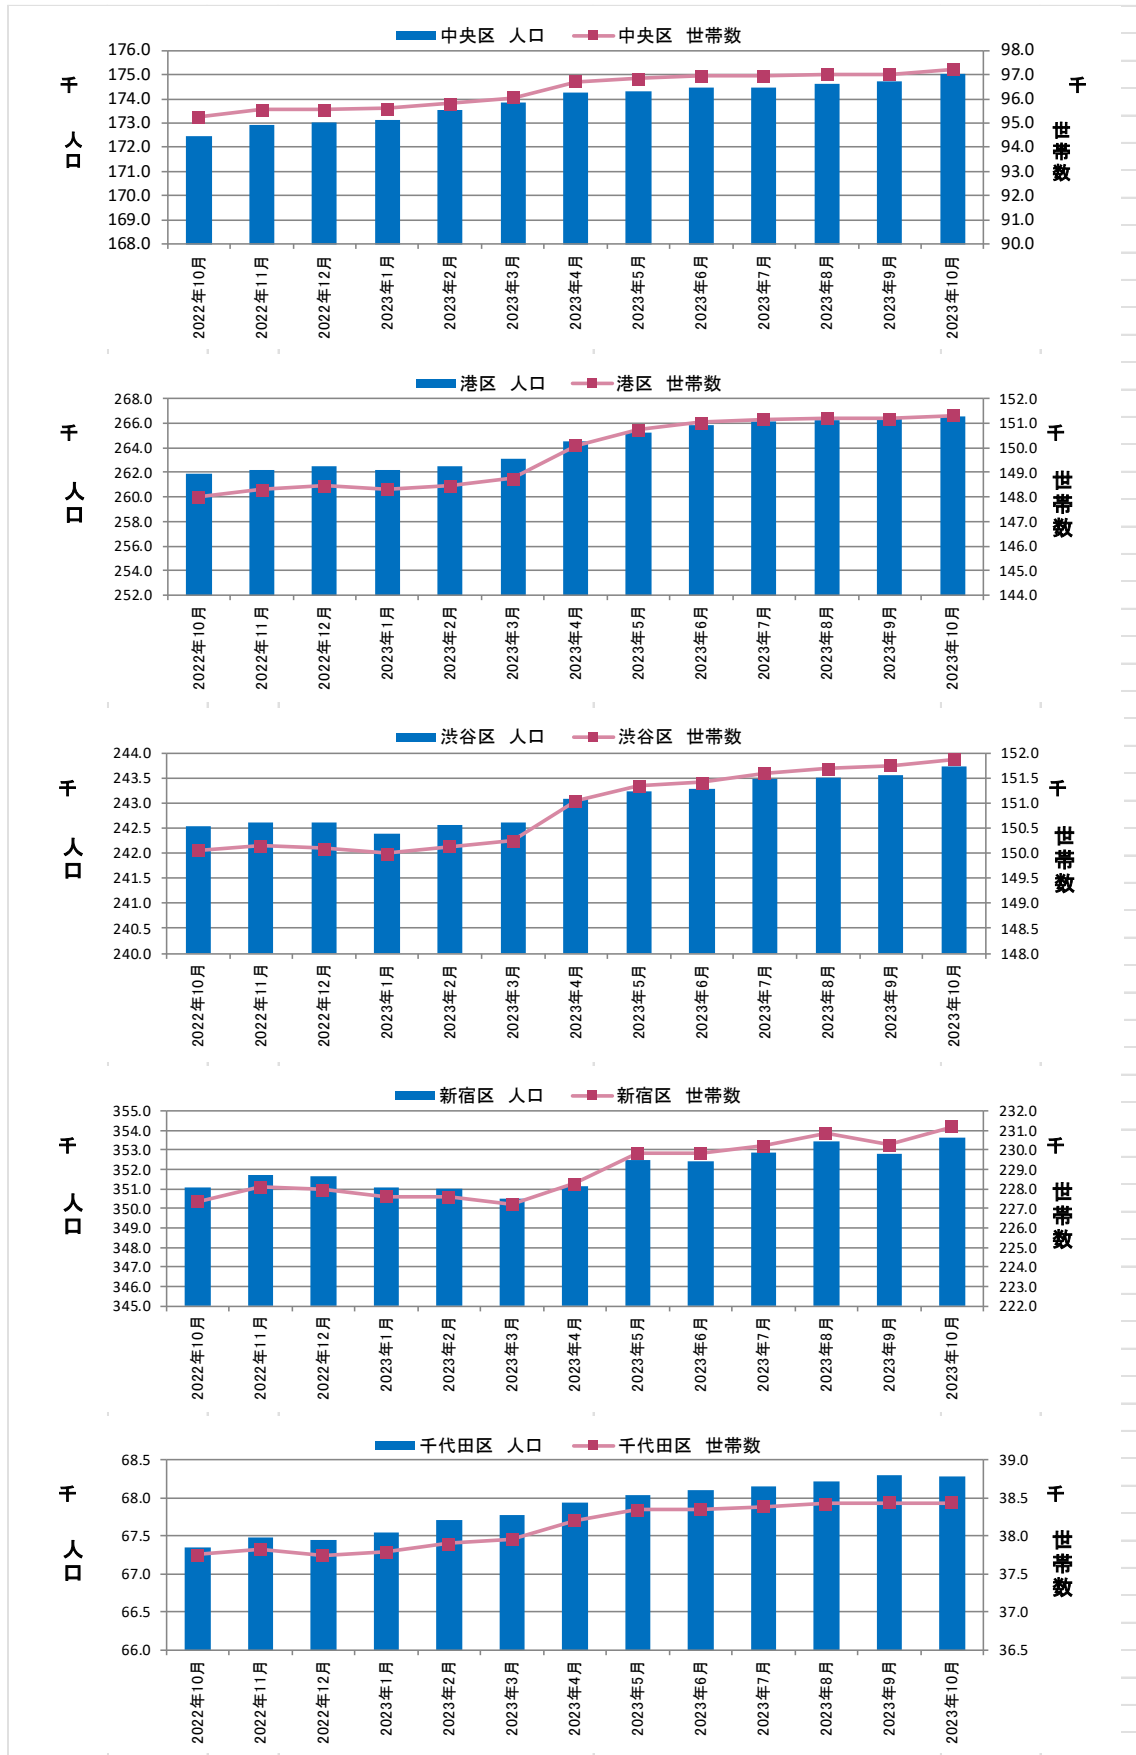 中央区 人口 中央区 世帯数
176.0
175.0
174.0
173.0
172.0
171.0
170.0
169.0
168.0
千
人口
98.0
97.0
96.0
95.0
94.0
93.0
92.0
91.0
90.0
千
世帯数
2022年10月
2022年11月
2022年12月
2023年1月
2023年2月
2023年3月
2023年4月
2023年5月
2023年6月
2023年7月
2023年8月
2023年9月
2023年10月
港区 人口 港区 世帯数
268.0
266.0
264.0
262.0
260.0
258.0
256.0
254.0
252.0
千
人口
152.0
151.0
150.0
149.0
148.0
147.0
146.0
145.0
144.0
千
世帯数
2022年10月
2022年11月
2022年12月
2023年1月
2023年2月
2023年3月
2023年4月
2023年5月
2023年6月
2023年7月
2023年8月
2023年9月
2023年10月
渋谷区 人口 渋谷区 世帯数
244.0
243.5
243.0
242.5
242.0
241.5
241.0
240.5
240.0
千
人口
152.0
151.5
151.0
150.5
150.0
149.5
149.0
148.5
148.0
千
世帯数
2022年10月
2022年11月
2022年12月
2023年1月
2023年2月
2023年3月
2023年4月
2023年5月
2023年6月
2023年7月
2023年8月
2023年9月
2023年10月
新宿区 人口 新宿区 世帯数
355.0
354.0
353.0
352.0
351.0
350.0
349.0
348.0
347.0
346.0
345.0
千
人口
232.0
231.0
230.0
229.0
228.0
227.0
226.0
225.0
224.0
223.0
222.0
千
世帯数
2022年10月
2022年11月
2022年12月
2023年1月
2023年2月
2023年3月
2023年4月
2023年5月
2023年6月
2023年7月
2023年8月
2023年9月
2023年10月
千代田区 人口 千代田区 世帯数
68.5
68.0
67.5
67.0
66.5
66.0
千
人口
39.0
38.5
38.0
37.5
37.0
36.5
千
世帯数
2022年10月
2022年11月
2022年12月
2023年1月
2023年2月
2023年3月
2023年4月
2023年5月
2023年6月
2023年7月
2023年8月
2023年9月
2023年10月